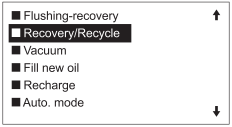 Flushing-recovery
Recovery/Recycle
Vacuum
Fill new oil
Recharge
Auto. mode